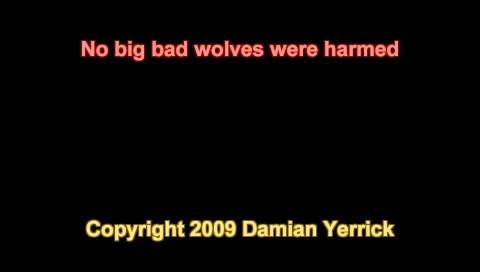 No big bad wolves were harmed
Copyright 2009 Damian Yerrick